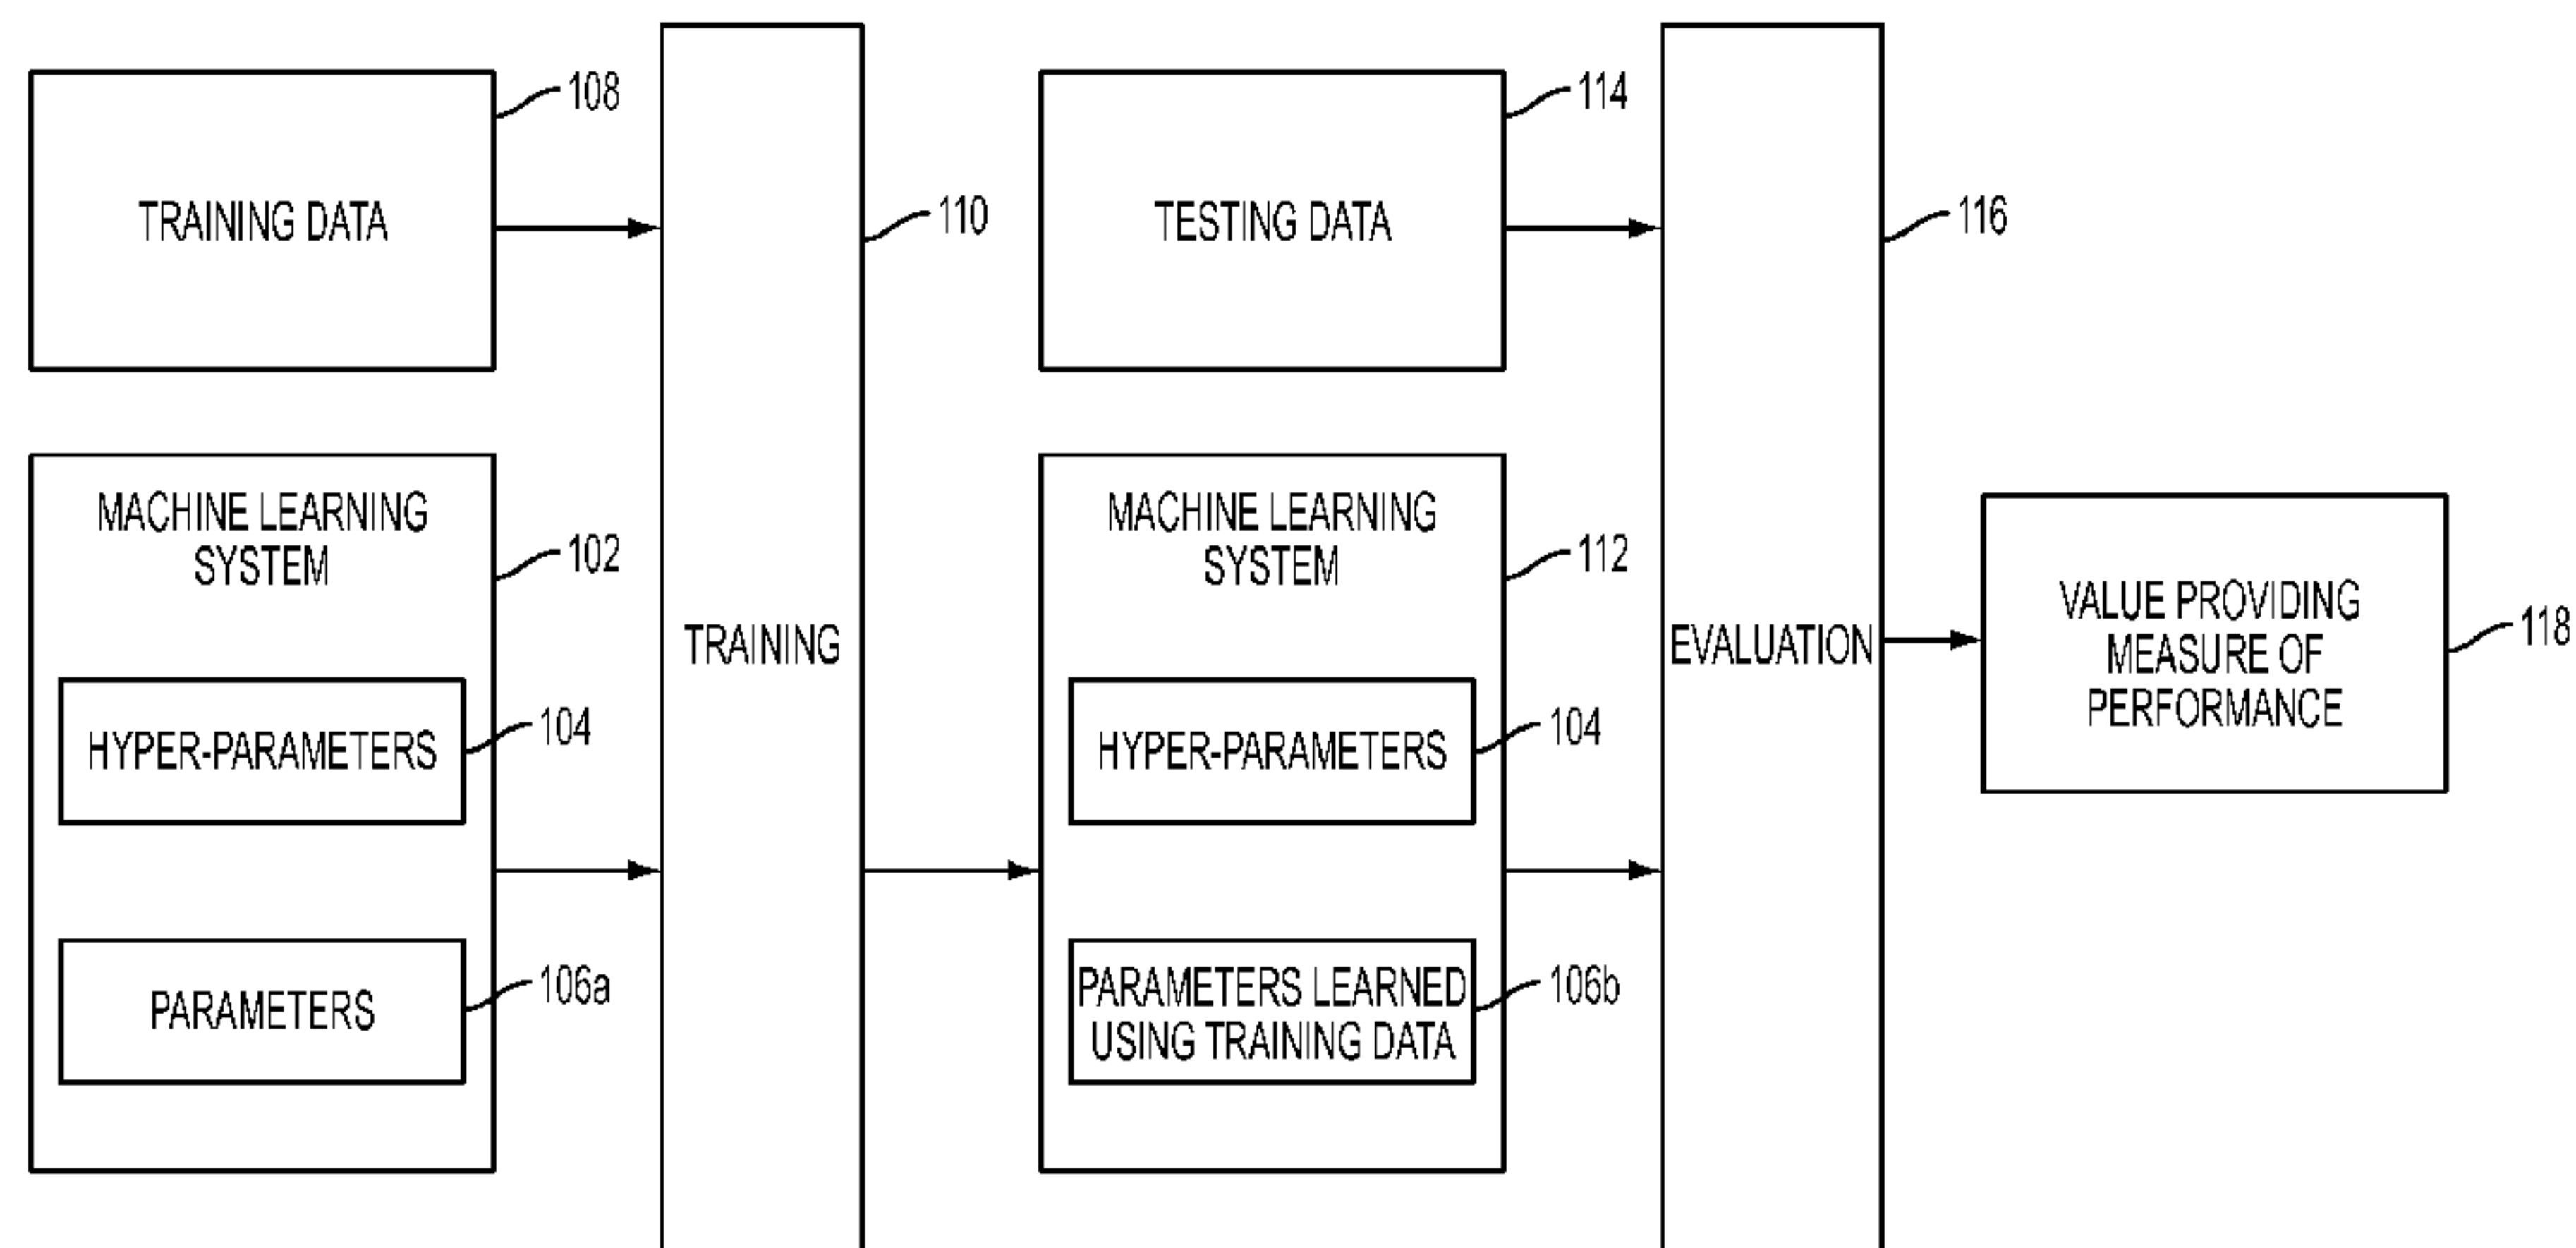 TRAINING DATA
108
MACHINE LEARNING
SYSTEM
102
HYPER-PARAMETERS
104
PARAMETERS
106a
TRAINING
110
TESTING DATA
114
MACHINE LEARNING
SYSTEM
112
HYPER-PARAMETERS
104
PARAMETERS LEARNED
USING TRAINING DATA
106b
EVALUATION
116
VALUE PROVIDING
MEASURE OF
PERFORMANCE
118